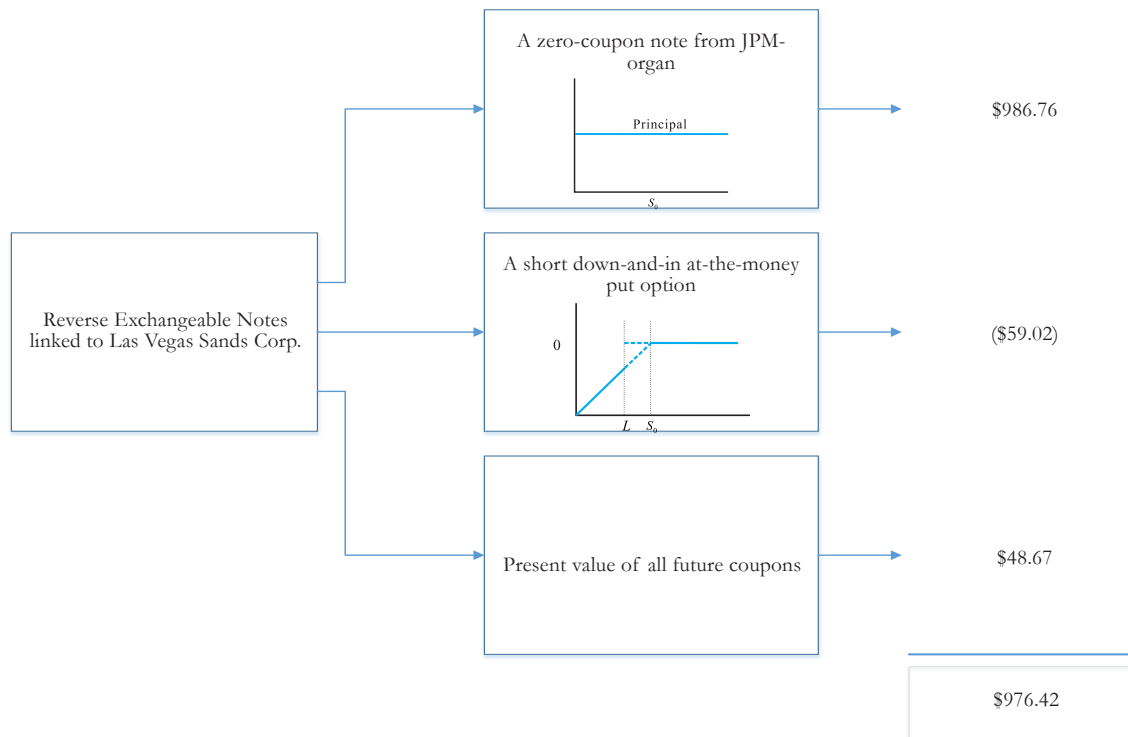 A zero-coupon note from JPM-
organ
Principal
S₀
$986.76
Reverse Exchangeable Notes
linked to Las Vegas Sands Corp.
A short down-and-in at-the-money
put option
0
L S₀
($59.02)
Present value of all future coupons
$48.67
$976.42